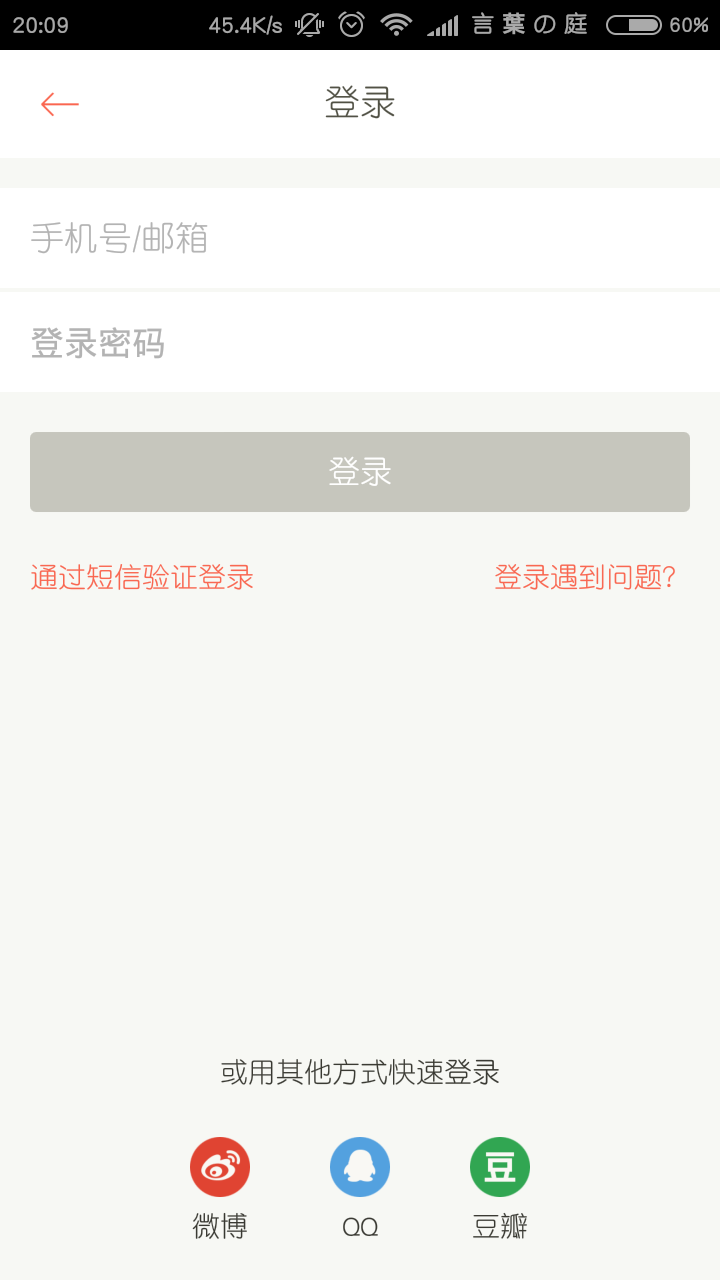 20:09 45.4K/s 言葉の庭 60%
登录
手机号/邮箱
登录密码
登录
通过短信验证登录 登录遇到问题?
或用其他方式快速登录
豆
微博 QQ 豆瓣